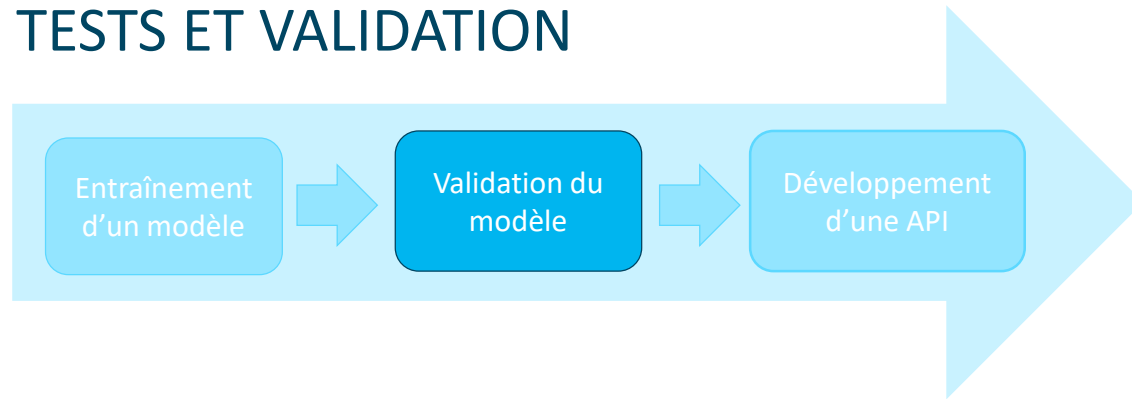 TESTS ET VALIDATION
Entraînement
d’un modèle
Validation du
modèle
Développement
d’une API